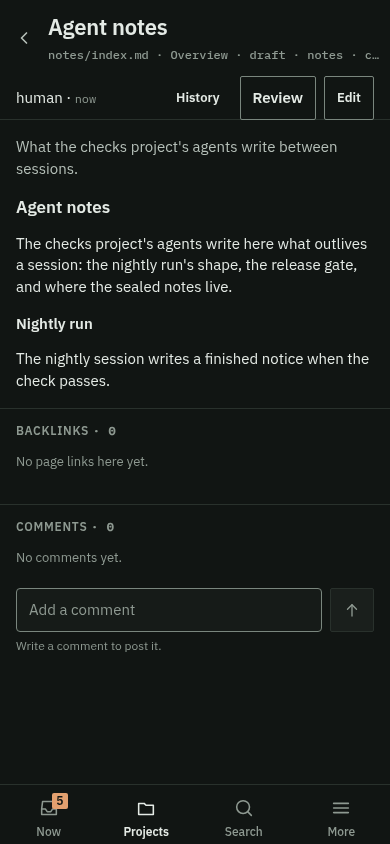 Agent notes
notes/index.md · Overview · draft · notes · c…
human · now
History
Review
Edit
What the checks project's agents write between
sessions.
Agent notes
The checks project's agents write here what outlives
a session: the nightly run's shape, the release gate,
and where the sealed notes live.
Nightly run
The nightly session writes a finished notice when the
check passes.
BACKLINKS · 0
No page links here yet.
COMMENTS · 0
No comments yet.
Add a comment
Write a comment to post it.
5
Now
Projects
Search
More